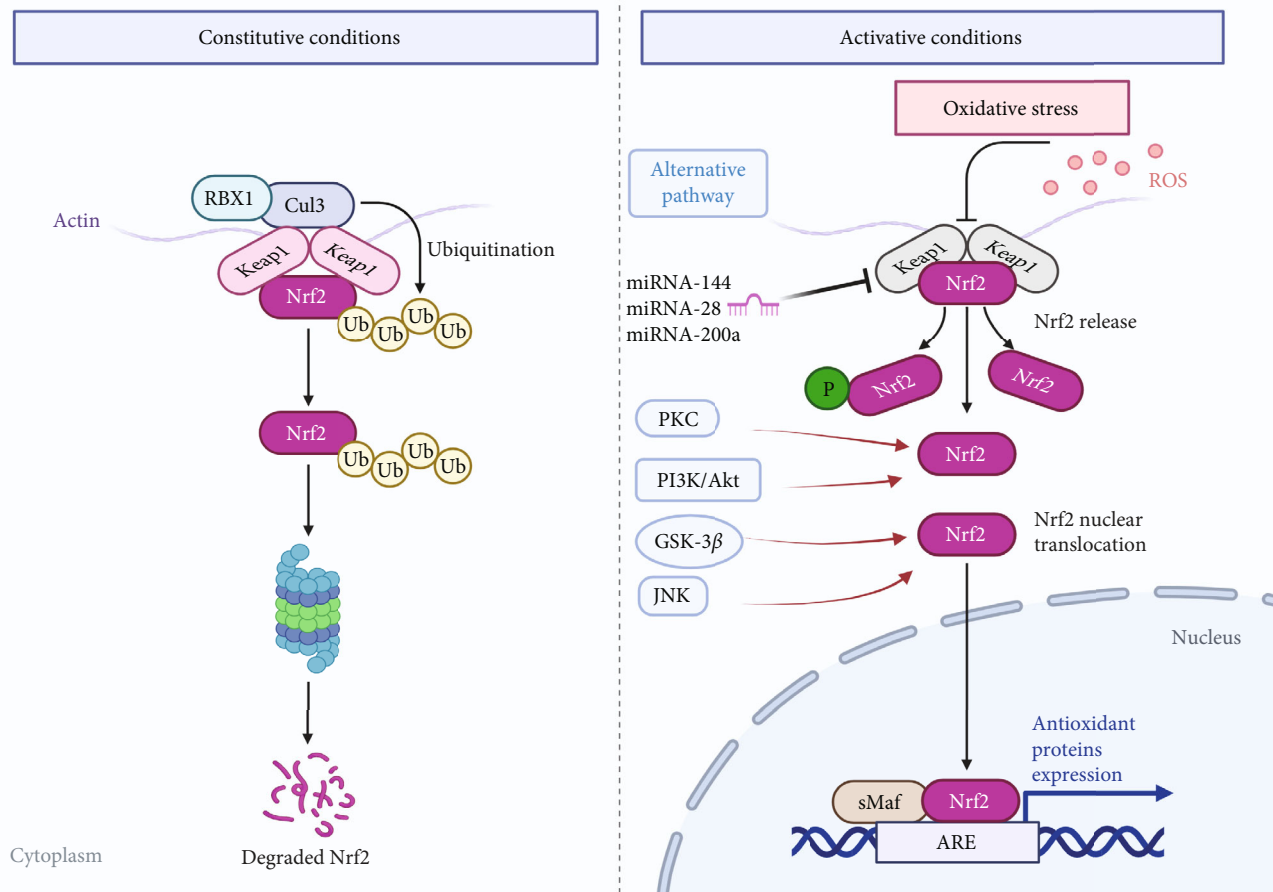 Constitutive conditions
RBX1
Cul3
Actin
Ubiquitination
Keap1
Keap1
Nrf2
Ub
Ub
Ub
Ub
Nrf2
Ub
Ub
Ub
Ub
Degraded Nrf2
Cytoplasm
Activative conditions
Oxidative stress
ROS
Alternative
pathway
Keap1
Keap1
Nrf2
miRNA-144
miRNA-28
miRNA-200a
Nrf2 release
P
Nrf2
Nrf2
PKC
Nrf2
PI3K/Akt
GSK-3β
Nrf2
Nrf2 nuclear
translocation
JNK
Nucleus
Antioxidant
proteins
expression
sMaf
Nrf2
ARE